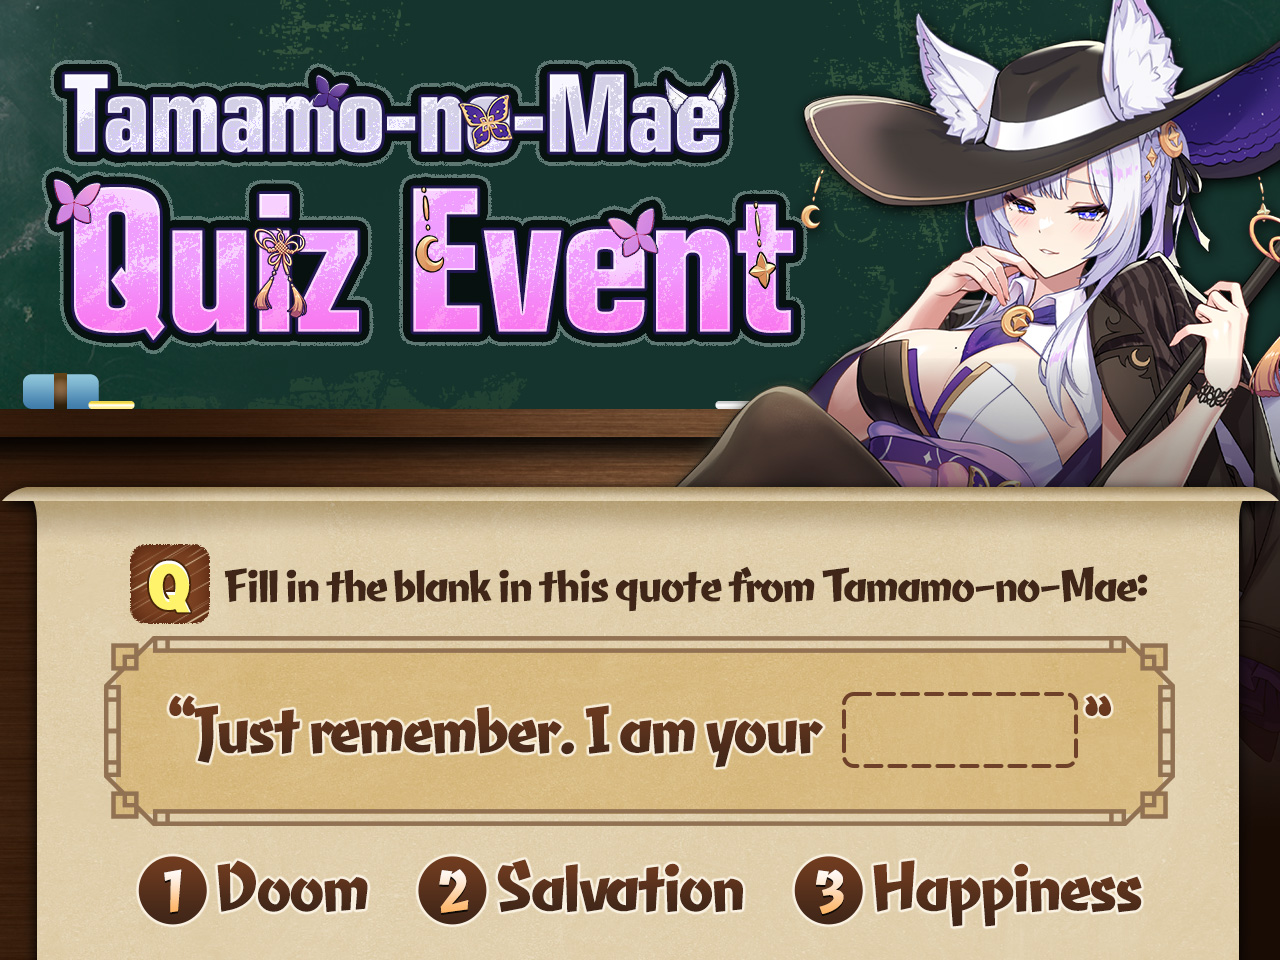 Tamamo-no-Mae
Quiz Event
Q Fill in the blank in this quote from Tamamo-no-Mae:
“Just remember. I am your ”
1 Doom 2 Salvation 3 Happiness